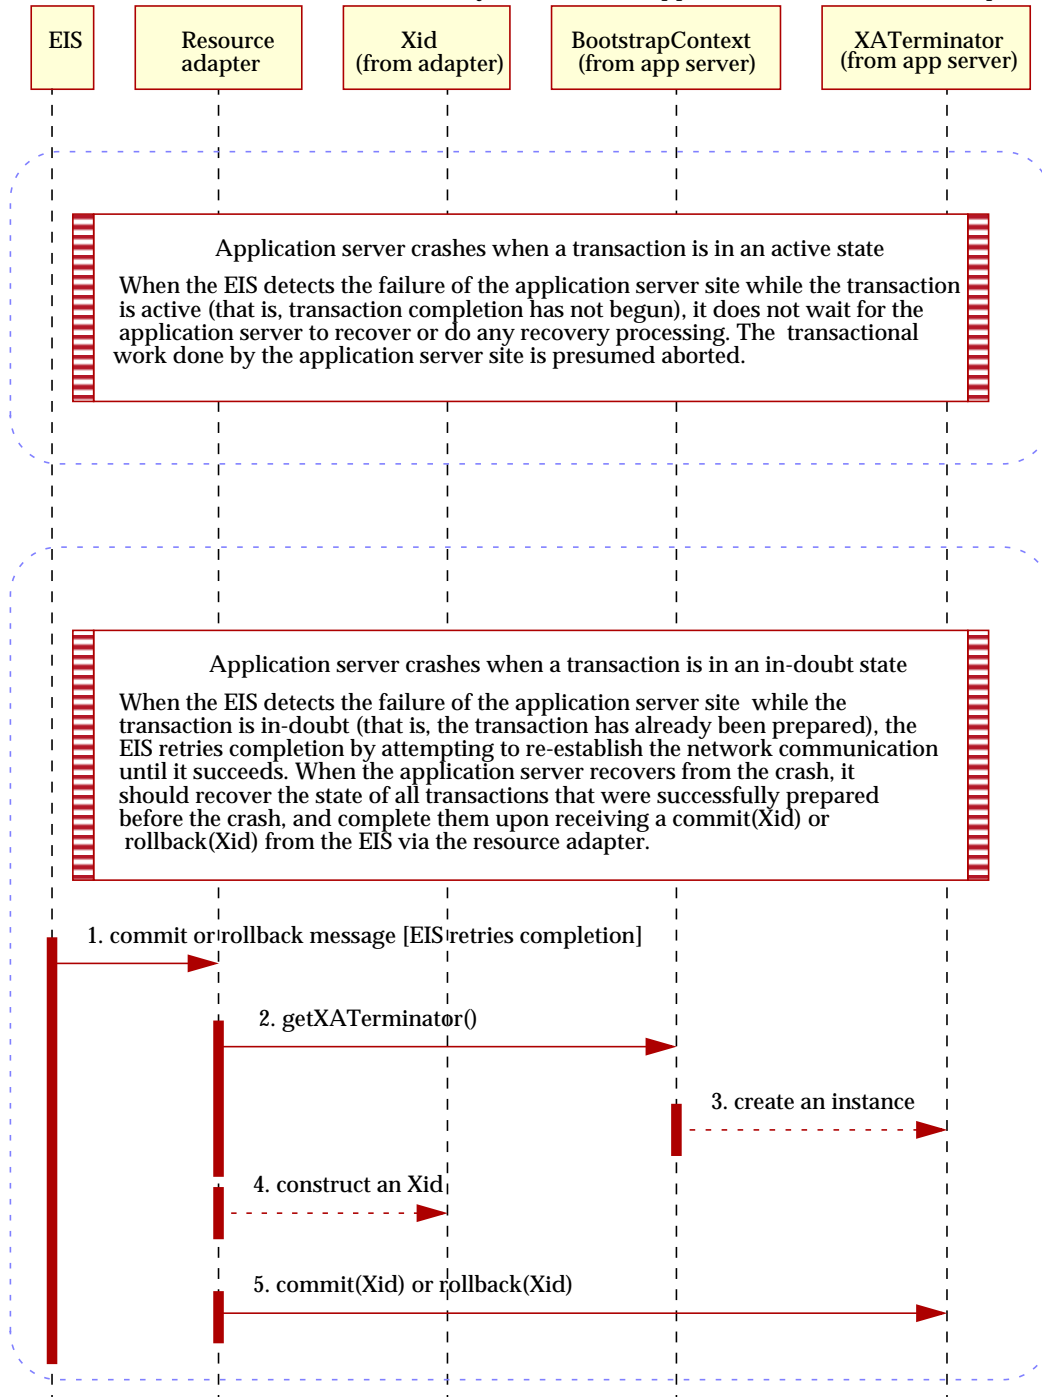 EIS
Resource
adapter
Xid
(from adapter)
BootstrapContext
(from app server)
XATerminator
(from app server)
Application server crashes when a transaction is in an active state
When the EIS detects the failure of the application server site while the transaction
is active (that is, transaction completion has not begun), it does not wait for the
application server to recover or do any recovery processing. The transactional
work done by the application server site is presumed aborted.
Application server crashes when a transaction is in an in-doubt state
When the EIS detects the failure of the application server site while the
transaction is in-doubt (that is, the transaction has already been prepared), the
EIS retries completion by attempting to re-establish the network communication
until it succeeds. When the application server recovers from the crash, it
should recover the state of all transactions that were successfully prepared
before the crash, and complete them upon receiving a commit(Xid) or
rollback(Xid) from the EIS via the resource adapter.
1. commit or rollback message [EIS retries completion]
2. getXATerminator()
3. create an instance
4. construct an Xid
5. commit(Xid) or rollback(Xid)